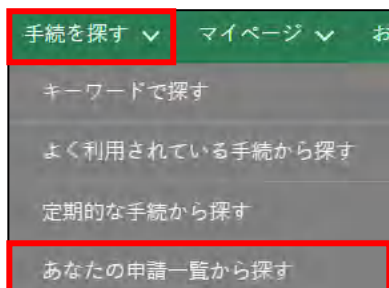 手続を探す マイページ お
キーワードで探す
よく利用されている手続から探す
定期的な手続から探す
あなたの申請一覧から探す